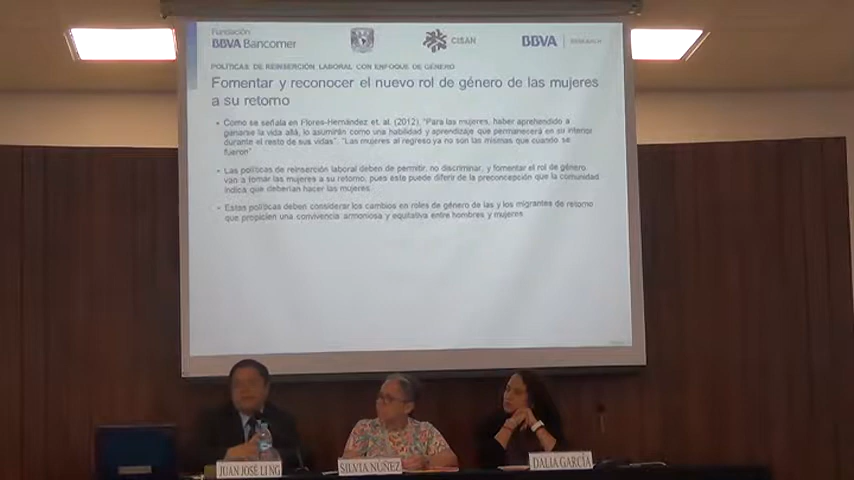 Fundación
BBVA Bancomer
CISAN
BBVA
RESEARCH
POLÍTICAS DE REINSERCIÓN LABORAL CON ENFOQUE DE GÉNERO
Fomentar y reconocer el nuevo rol de género de las mujeres
a su retorno
• Como se señala en Flores-Hernández et. al. (2012), "Para las mujeres, haber aprehendido a
ganarse la vida allá, lo asumirán como una habilidad y aprendizaje que permanecerá en su interior
durante el resto de sus vidas". "Las mujeres al regreso ya no son las mismas que cuando se
fueron"
• Las políticas de reinserción laboral deben de permitir, no discriminar, y fomentar el rol de género
van a tomar las mujeres a su retorno, pues este puede diferir de la preconcepción que la comunidad
indica que deberían hacer las mujeres.
• Estas políticas deben considerar los cambios en roles de género de las y los migrantes de retorno
que propicien una convivencia armoniosa y equitativa entre hombres y mujeres
JUAN JOSÉ LI NG
SILVIA NÚÑEZ
DALIA GARCÍA